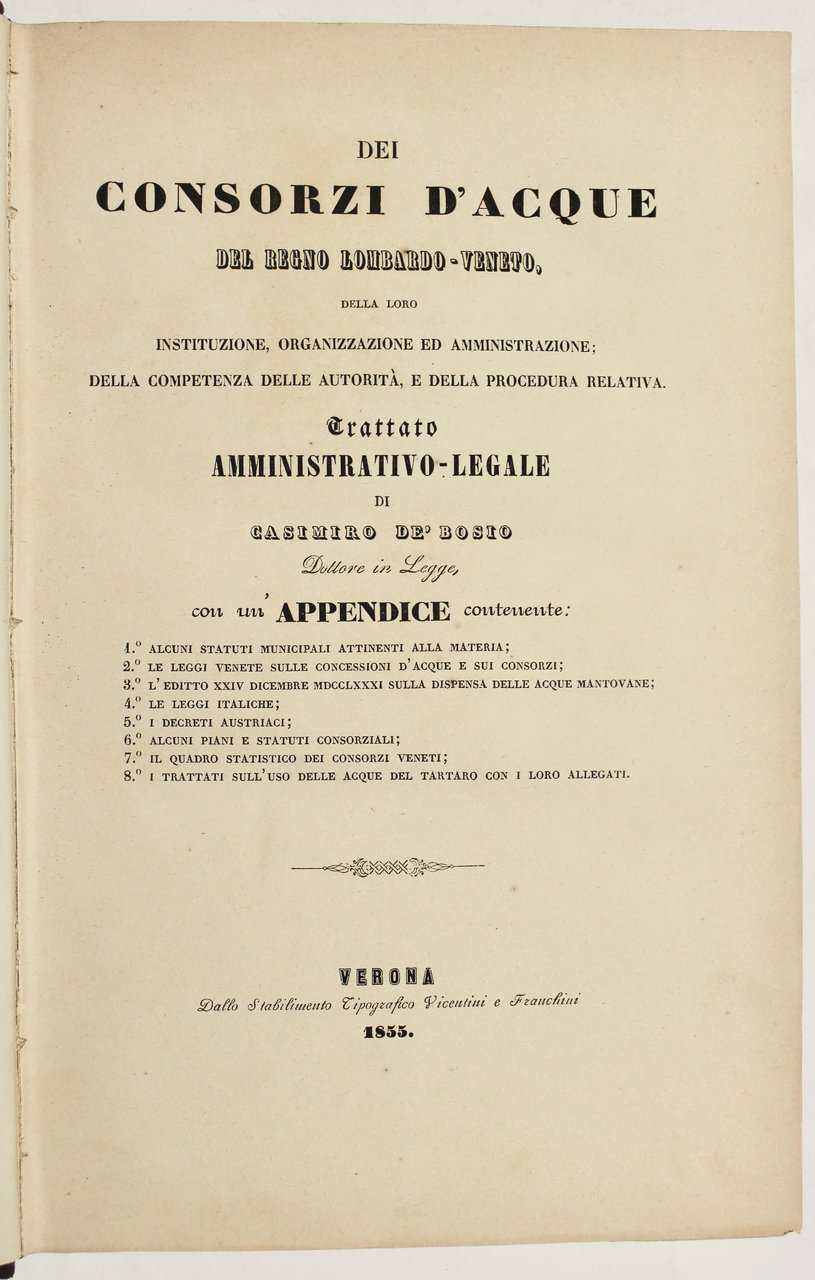 DEI
CONSORZI D'ACQUE
DEL REGNO LOMBARDO-VENETO,
DELLA LORO
INSTITUZIONE, ORGANIZZAZIONE ED AMMINISTRAZIONE;
DELLA COMPETENZA DELLE AUTORITÀ, E DELLA PROCEDURA RELATIVA.
Trattato
AMMINISTRATIVO-LEGALE
DI
CASIMIRO DE' BOSIO
Dottore in Legge,
con un' APPENDICE contenente:
1.º ALCUNI STATUTI MUNICIPALI ATTINENTI ALLA MATERIA;
2.º LE LEGGI VENETE SULLE CONCESSIONI D'ACQUE E SUI CONSORZI;
3.º L'EDITTO XXIV DICEMBRE MDCCLXXXI SULLA DISPENSA DELLE ACQUE MANTOVANE;
4.º LE LEGGI ITALICHE;
5.º I DECRETI AUSTRIACI;
6.º ALCUNI PIANI E STATUTI CONSORZIALI;
7.º IL QUADRO STATISTICO DEI CONSORZI VENETI;
8.º I TRATTATI SULL'USO DELLE ACQUE DEL TARTARO CON I LORO ALLEGATI.
VERONA
Dallo Stabilimento Tipografico Vicentini e Franchini
1855.